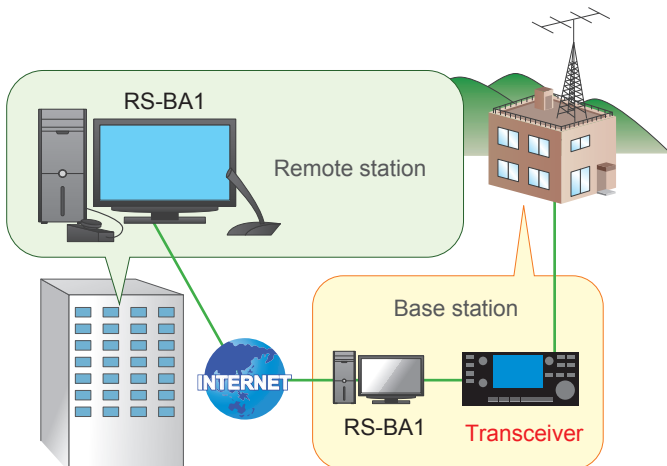 RS-BA1
Remote station
Base station
INTERNET
RS-BA1
Transceiver